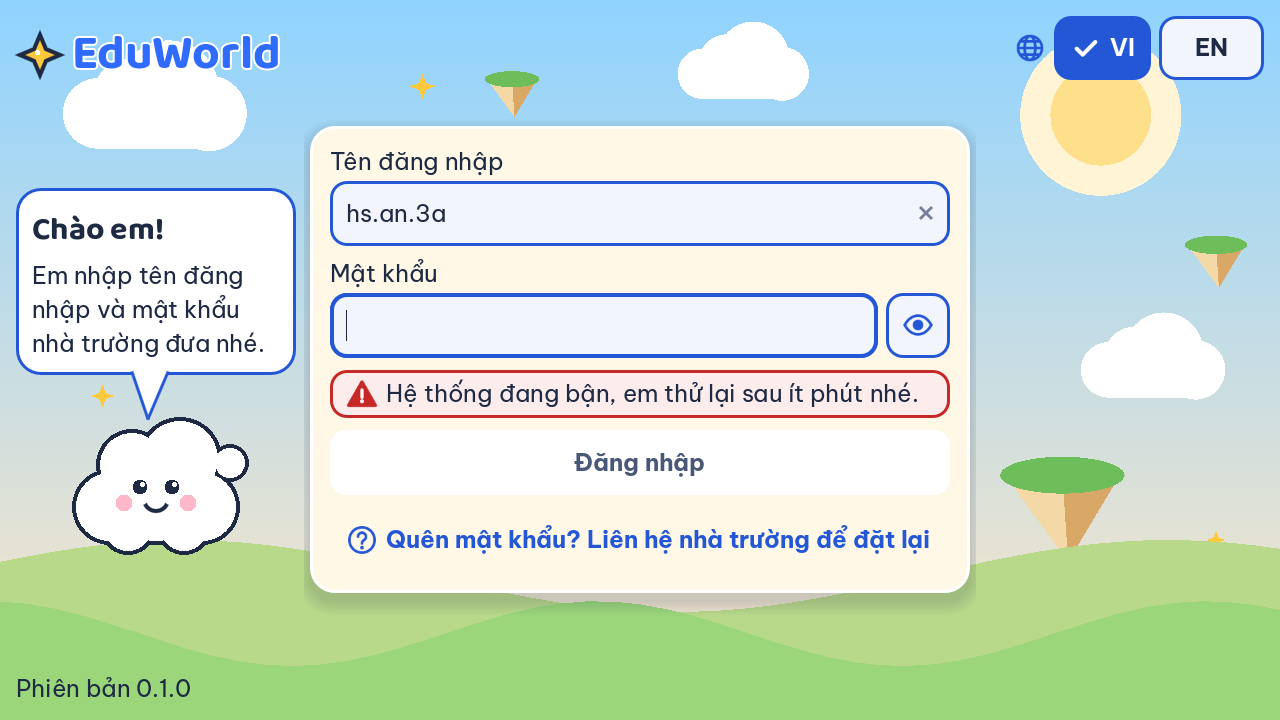 EduWorld
VI
EN
Chào em!
Em nhập tên đăng
nhập và mật khẩu
nhà trường đưa nhé.
Tên đăng nhập
hs.an.3a
Mật khẩu
Hệ thống đang bận, em thử lại sau ít phút nhé.
Đăng nhập
Quên mật khẩu? Liên hệ nhà trường để đặt lại
Phiên bản 0.1.0